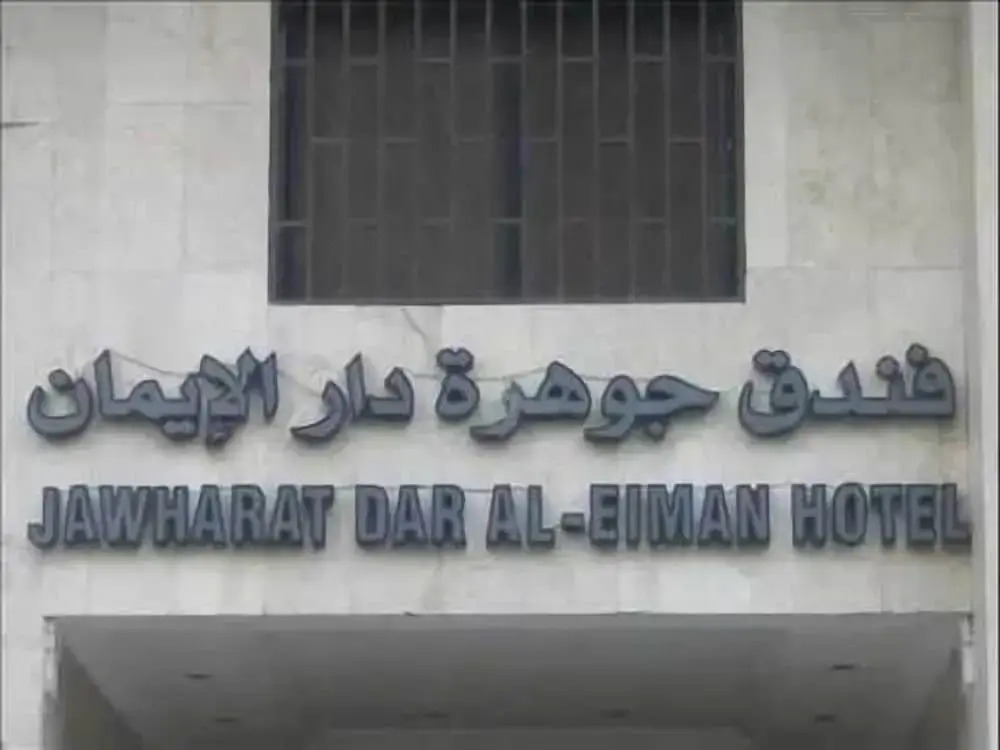 فندق جوهرة دار الإيمان
JAWHARAT DAR AL-EIMAN HOTEL